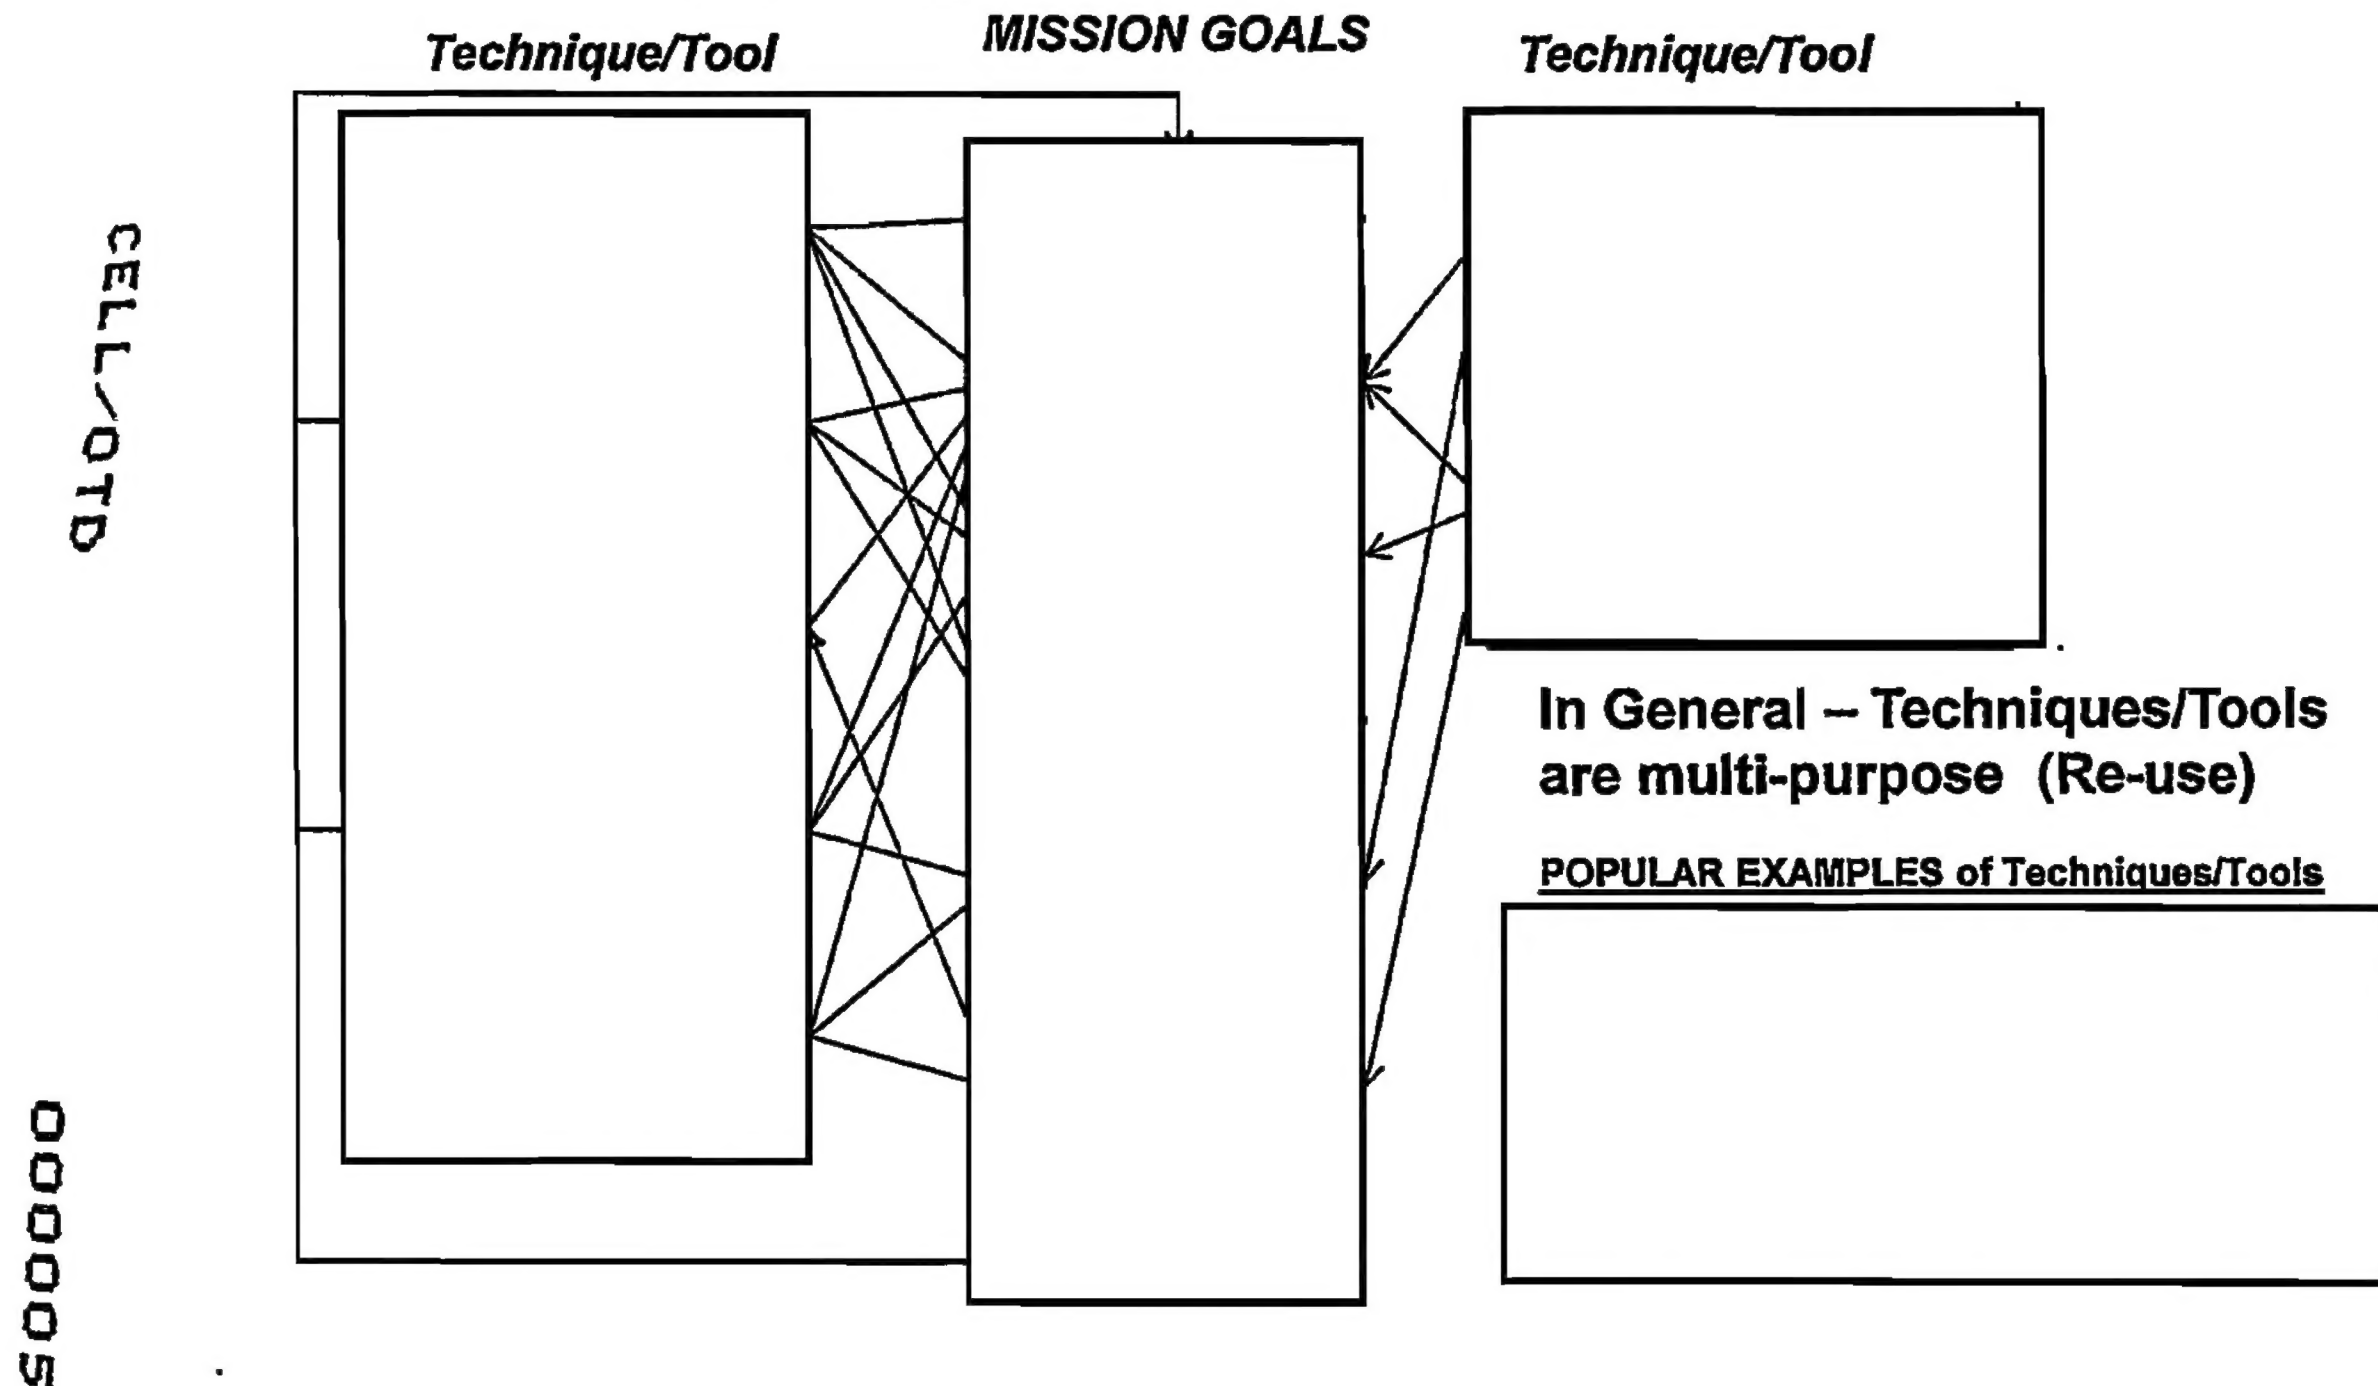 Technique/Tool
MISSION GOALS
Technique/Tool
CELL/OTD
In General – Techniques/Tools
are multi-purpose (Re-use)
POPULAR EXAMPLES of Techniques/Tools
000005